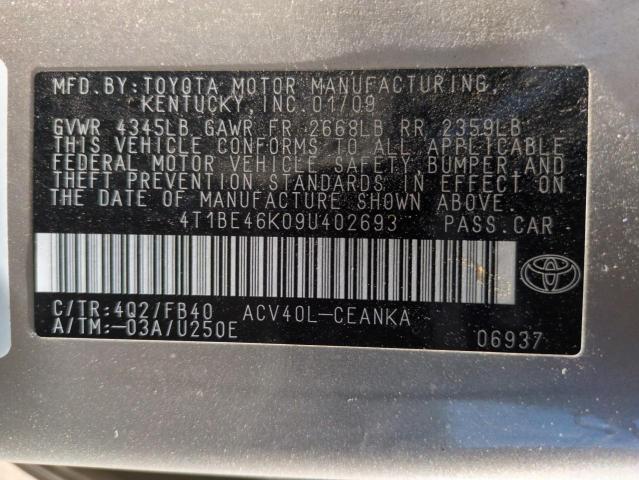 MFD.BY:TOYOTA MOTOR MANUFACTURING,
KENTUCKY, INC. 01/09
GVWR 4345LB GAWR FR 2668LB RR 2359LB
THIS VEHICLE CONFORMS TO ALL APPLICABLE
FEDERAL MOTOR VEHICLE SAFETY, BUMPER AND
THEFT PREVENTION STANDARDS IN EFFECT ON
THE DATE OF MANUFACTURE SHOWN ABOVE.
4T1BE46K09U402693 PASS.CAR
C/TR:4Q2/FB40 ACV40L-CEANKA
A/TM:-03A/U250E
06937